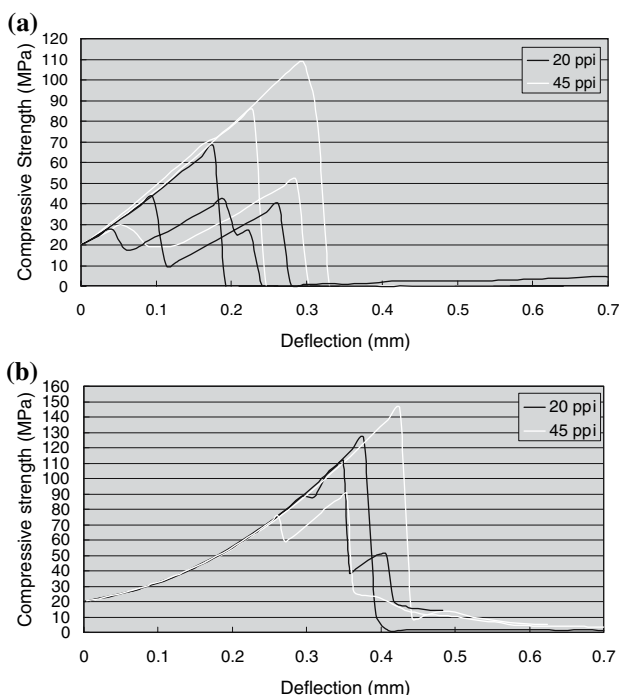 (a)
Compressive Strength (MPa)
120
110
100
90
80
70
60
50
40
30
20
10
0
20 ppi
45 ppi
0 0.1 0.2 0.3 0.4 0.5 0.6 0.7
Deflection (mm)
(b)
Compressive strength (MPa)
160
150
140
130
120
110
100
90
80
70
60
50
40
30
20
10
0
20 ppi
45 ppi
0 0.1 0.2 0.3 0.4 0.5 0.6 0.7
Deflection (mm)